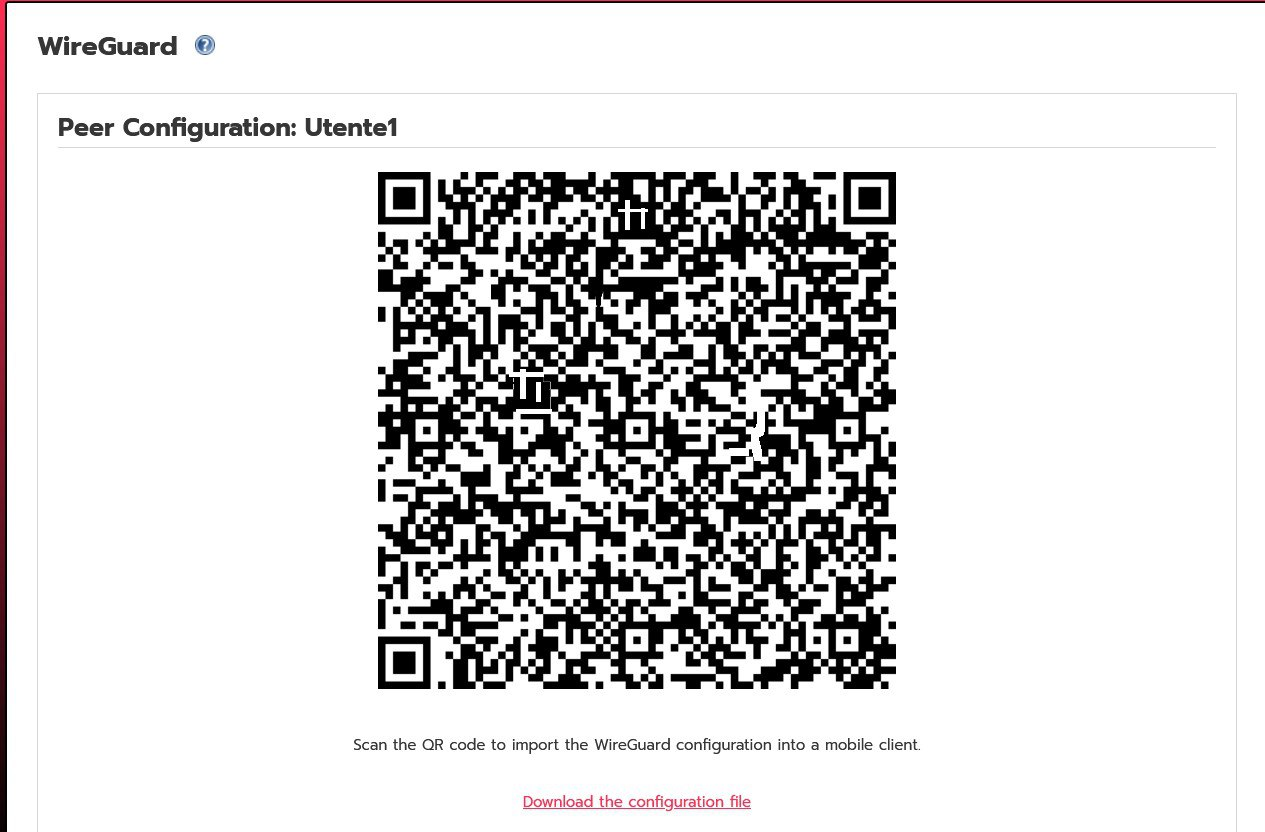 WireGuard
Peer Configuration: Utente1
Scan the QR code to import the WireGuard configuration into a mobile client.
Download the configuration file